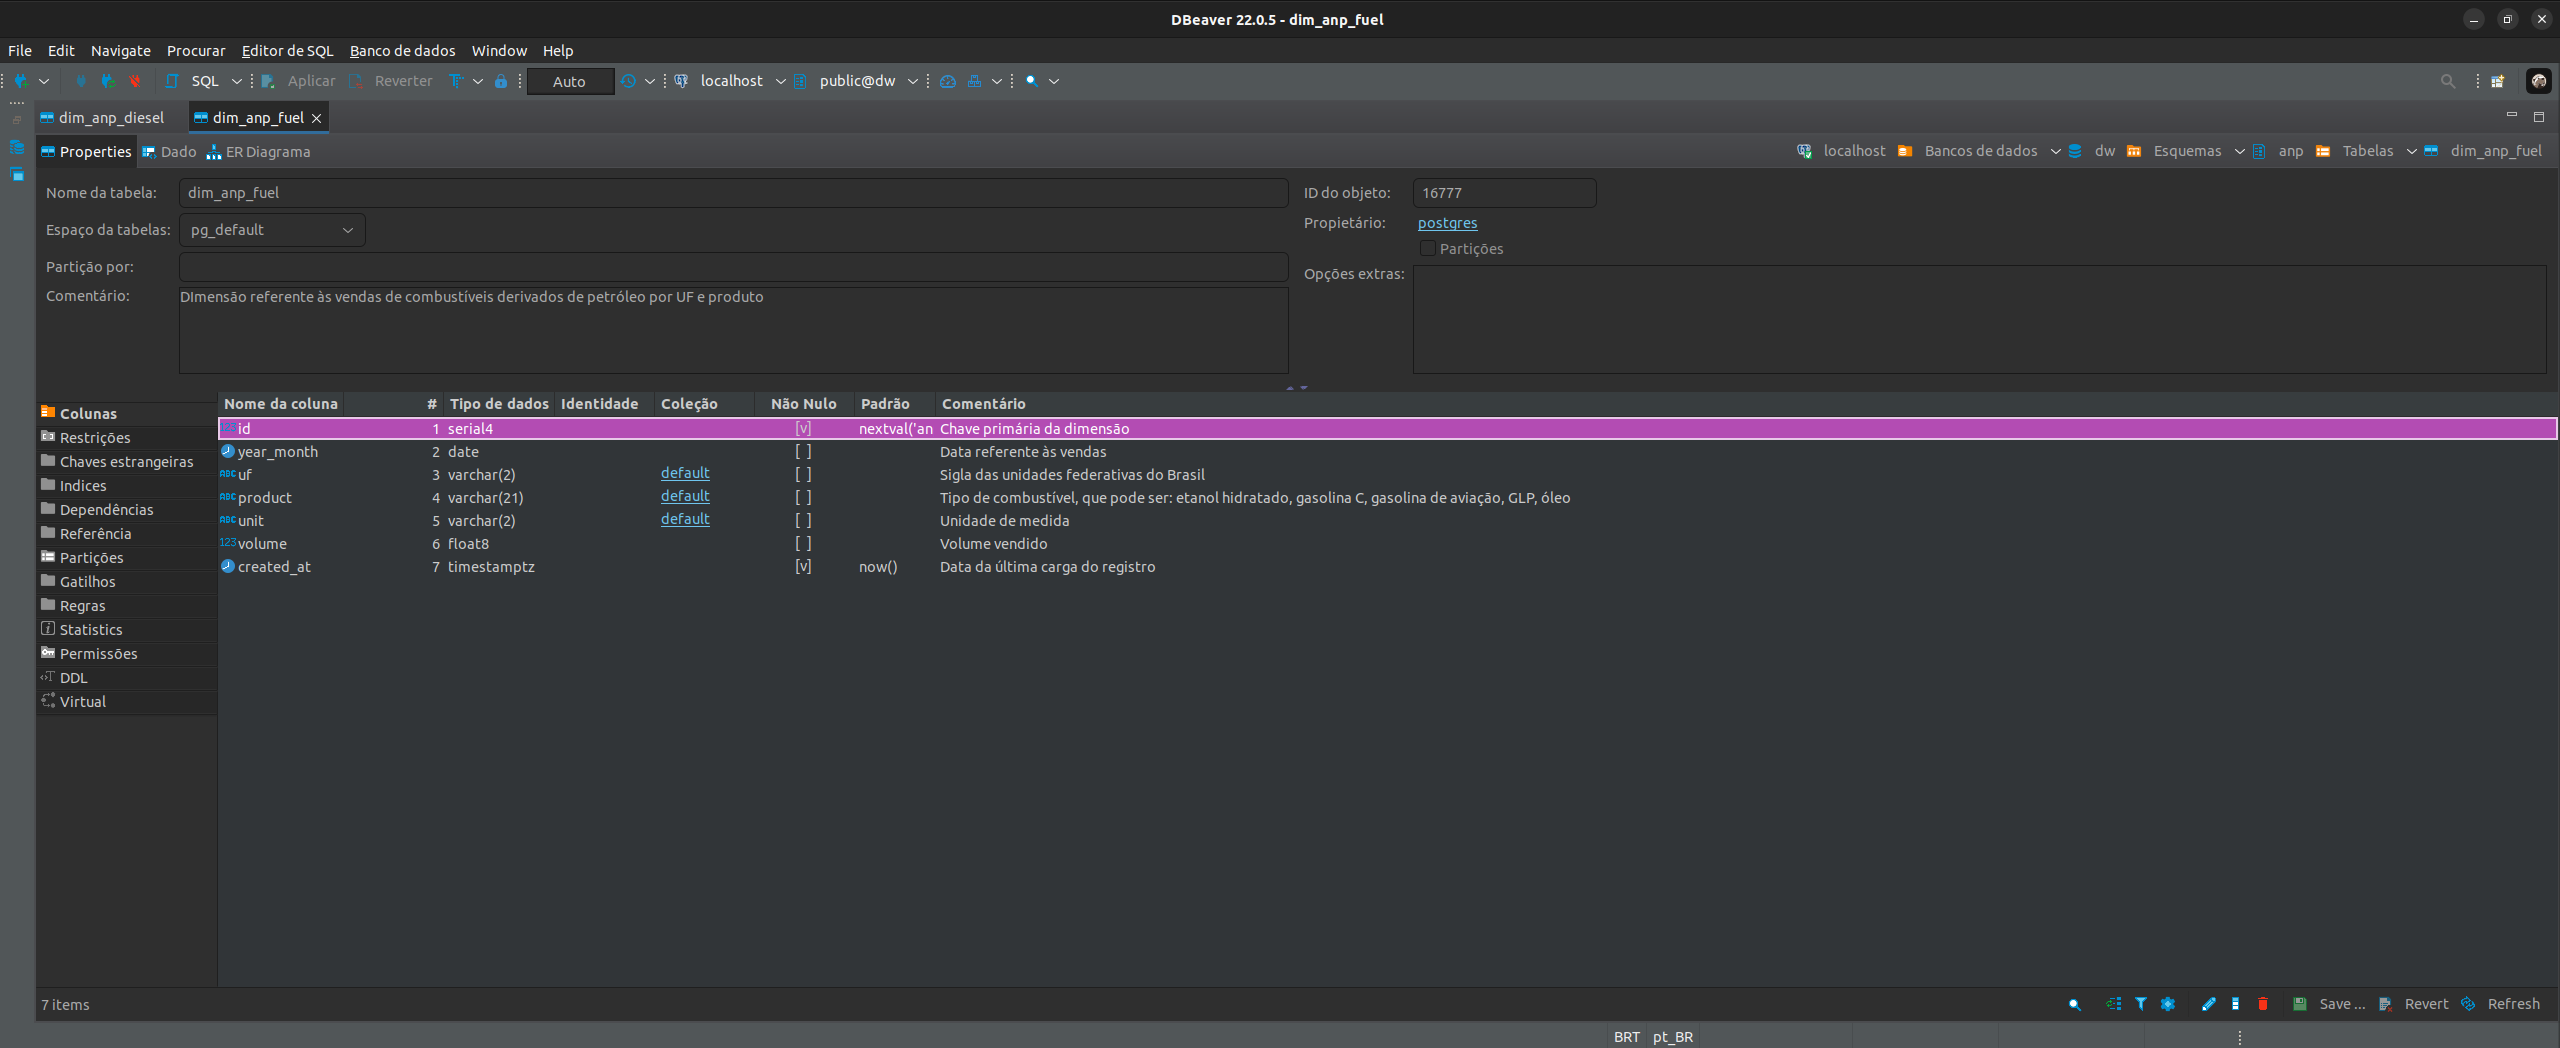 DBeaver 22.0.5 - dim_anp_fuel
File Edit Navigate Procurar Editor de SQL Banco de dados Window Help
SQL Aplicar Reverter Auto localhost public@dw
dim_anp_diesel dim_anp_fuel
Properties Dado ER Diagrama localhost Bancos de dados dw Esquemas anp Tabelas dim_anp_fuel
Nome da tabela: dim_anp_fuel ID do objeto: 16777
Espaço da tabelas: pg_default Propietário: postgres
Partições
Partição por: Opções extras:
Comentário: DImensão referente às vendas de combustíveis derivados de petróleo por UF e produto
Colunas
Restrições
Chaves estrangeiras
Indices
Dependências
Referência
Partições
Gatilhos
Regras
Statistics
Permissões
DDL
Virtual
Nome da coluna # Tipo de dados Identidade Coleção Não Nulo Padrão Comentário
123 id 1 serial4 [v] nextval('an Chave primária da dimensão
year_month 2 date [ ] Data referente às vendas
ABC uf 3 varchar(2) default [ ] Sigla das unidades federativas do Brasil
ABC product 4 varchar(21) default [ ] Tipo de combustível, que pode ser: etanol hidratado, gasolina C, gasolina de aviação, GLP, óleo
ABC unit 5 varchar(2) default [ ] Unidade de medida
123 volume 6 float8 [ ] Volume vendido
created_at 7 timestamptz [v] now() Data da última carga do registro
7 items Save ... Revert Refresh
BRT pt_BR